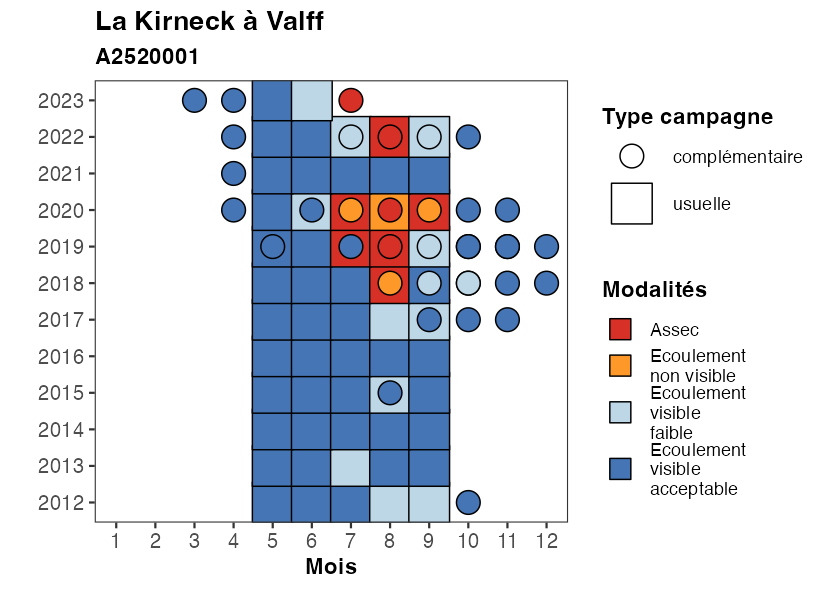 La Kirneck à Valff
A2520001
2023
2022
2021
2020
2019
2018
2017
2016
2015
2014
2013
2012
1 2 3 4 5 6 7 8 9 10 11 12
Mois
Type campagne
complémentaire
usuelle
Modalités
Assec
Ecoulement
non visible
Ecoulement
visible
faible
Ecoulement
visible
acceptable